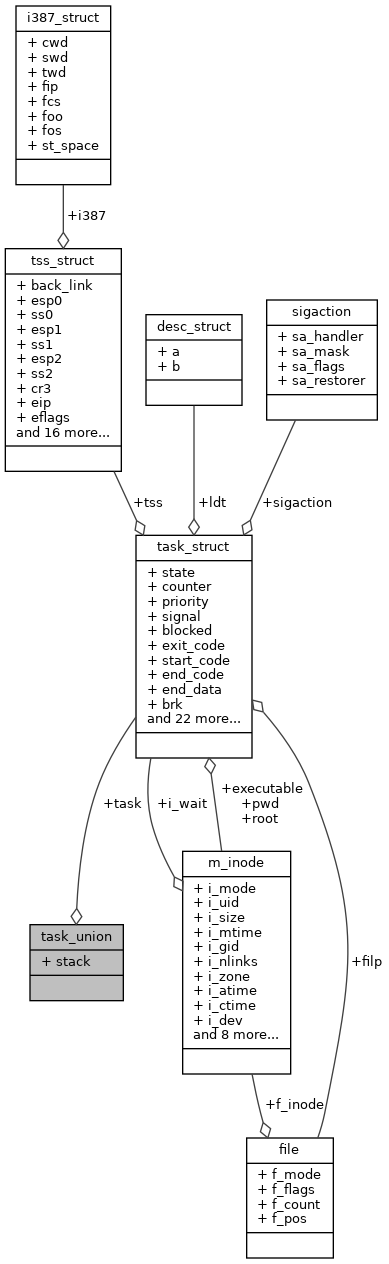 i387_struct
+ cwd
+ swd
+ twd
+ fip
+ fcs
+ foo
+ fos
+ st_space
+i387
tss_struct
+ back_link
+ esp0
+ ss0
+ esp1
+ ss1
+ esp2
+ ss2
+ cr3
+ eip
+ eflags
and 16 more...
desc_struct
+ a
+ b
sigaction
+ sa_handler
+ sa_mask
+ sa_flags
+ sa_restorer
+tss
+ldt
+sigaction
task_struct
+ state
+ counter
+ priority
+ signal
+ blocked
+ exit_code
+ start_code
+ end_code
+ end_data
+ brk
and 22 more...
+task
+i_wait
+executable
+pwd
+root
task_union
+ stack
m_inode
+ i_mode
+ i_uid
+ i_size
+ i_mtime
+ i_gid
+ i_nlinks
+ i_zone
+ i_atime
+ i_ctime
+ i_dev
and 8 more...
+filp
+f_inode
file
+ f_mode
+ f_flags
+ f_count
+ f_pos